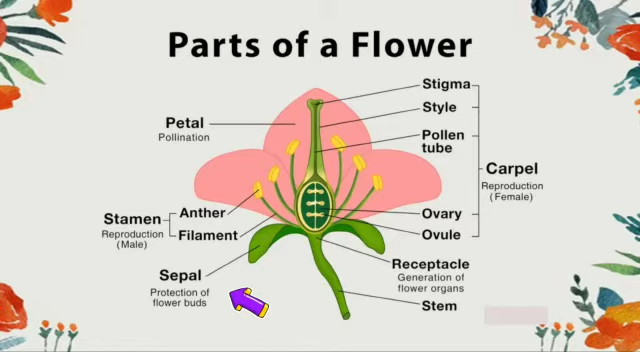 Parts of a Flower
Stigma
Style
Petal
Pollination
Pollen
tube
Carpel
Reproduction
(Female)
Anther
Stamen
Reproduction
(Male)
Filament
Ovary
Ovule
Sepal
Protection of
flower buds
Receptacle
Generation of
flower organs
Stem